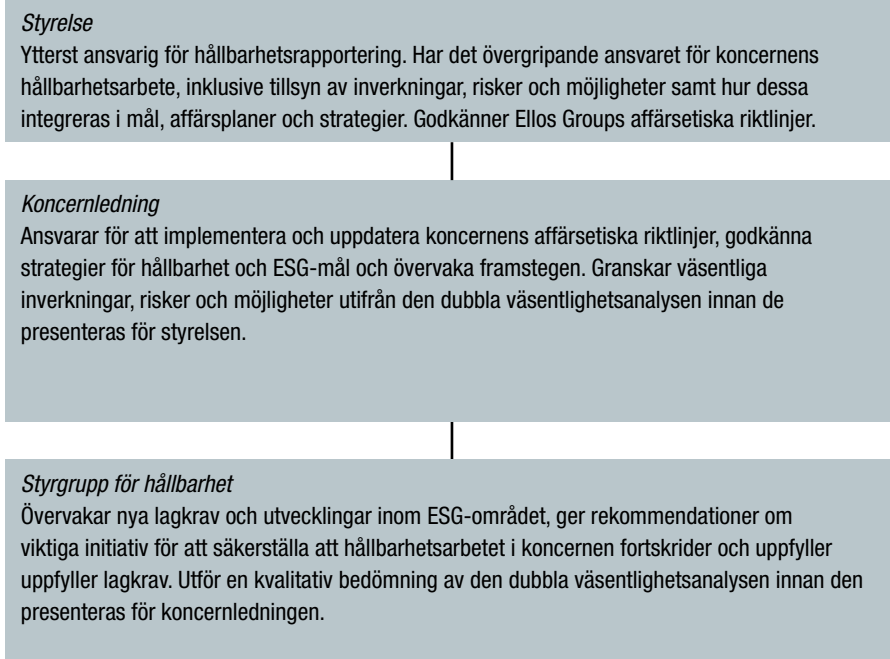 Styrelse
Ytterst ansvarig för hållbarhetsrapportering. Har det övergripande ansvaret för koncernens
hållbarhetsarbete, inklusive tillsyn av inverkningar, risker och möjligheter samt hur dessa
integreras i mål, affärsplaner och strategier. Godkänner Ellos Groups affärsetiska riktlinjer.
Koncernledning
Ansvarar för att implementera och uppdatera koncernens affärsetiska riktlinjer, godkänna
strategier för hållbarhet och ESG-mål och övervaka framstegen. Granskar väsentliga
inverkningar, risker och möjligheter utifrån den dubbla väsentlighetsanalysen innan de
presenteras för styrelsen.
Styrgrupp för hållbarhet
Övervakar nya lagkrav och utvecklingar inom ESG-området, ger rekommendationer om
viktiga initiativ för att säkerställa att hållbarhetsarbetet i koncernen fortskrider och uppfyller
uppfyller lagkrav. Utför en kvalitativ bedömning av den dubbla väsentlighetsanalysen innan den
presenteras för koncernledningen.